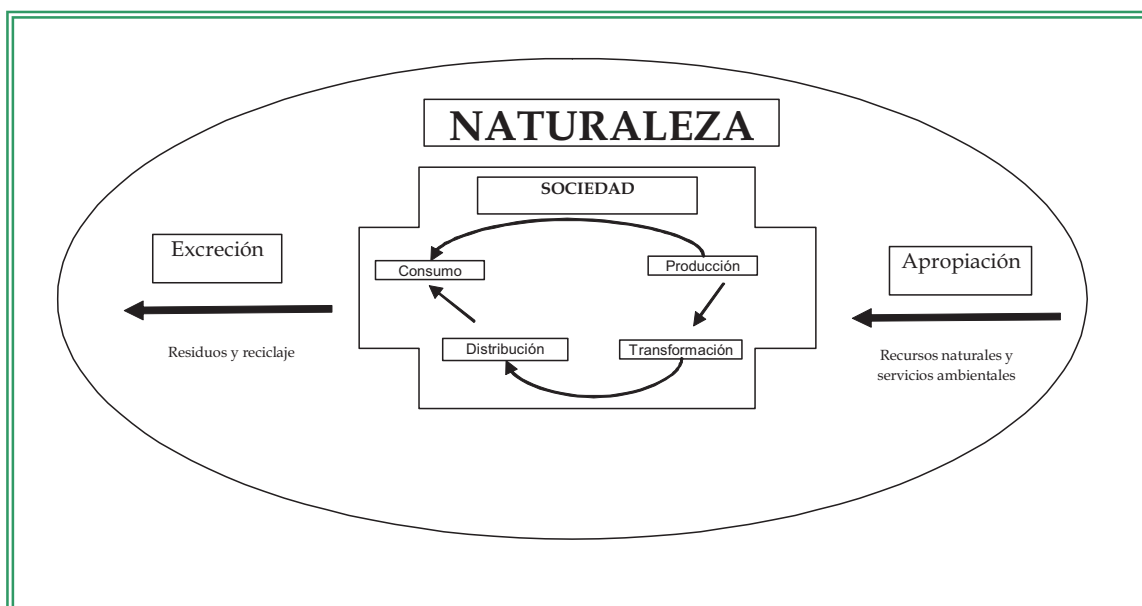 NATURALEZA
SOCIEDAD
Excreción
Consumo
Producción
Apropiación
Distribución
Transformación
Residuos y reciclaje
Recursos naturales y
servicios ambientales